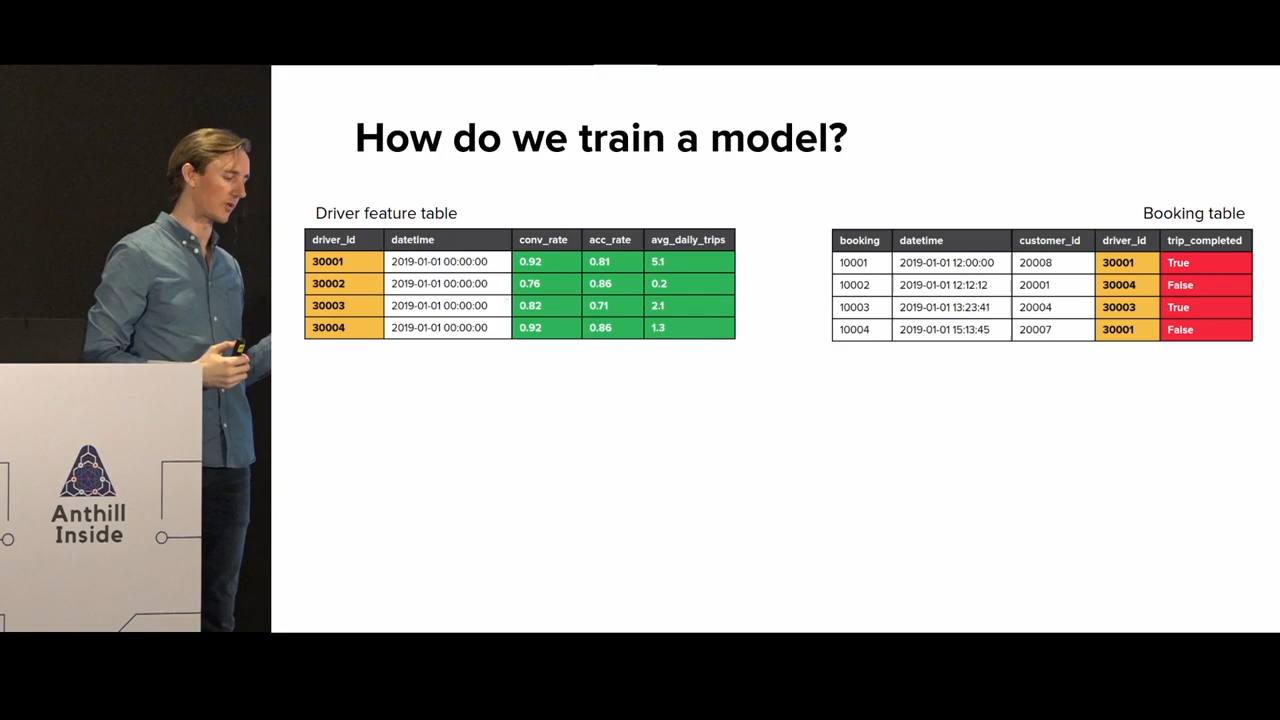 How do we train a model?
Driver feature table
driver_id datetime conv_rate acc_rate avg_daily_trips
30001 2019-01-01 00:00:00 0.92 0.81 5.1
30002 2019-01-01 00:00:00 0.76 0.86 0.2
30003 2019-01-01 00:00:00 0.82 0.71 2.1
30004 2019-01-01 00:00:00 0.92 0.86 1.3
Booking table
booking datetime customer_id driver_id trip_completed
10001 2019-01-01 12:00:00 20008 30001 True
10002 2019-01-01 12:12:12 20001 30004 False
10003 2019-01-01 13:23:41 20004 30003 True
10004 2019-01-01 15:13:45 20007 30001 False
Anthill
Inside